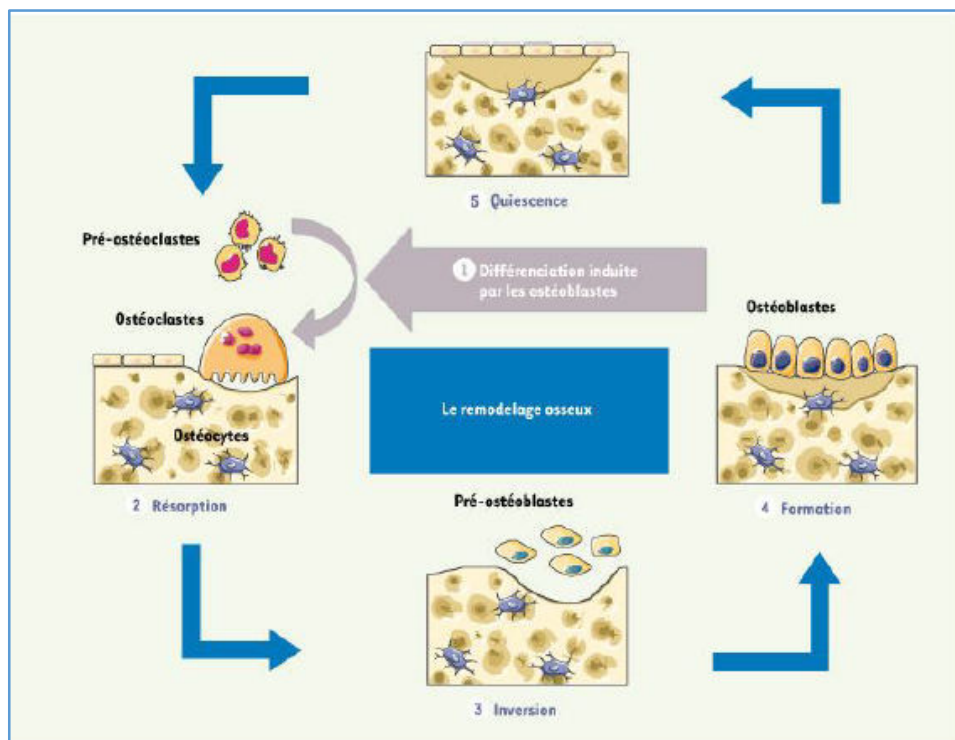 5 Quiescence
Pré-ostéoclastes
1 Différenciation induite
par les ostéoblastes
Ostéoclastes
Ostéoblastes
Le remodelage osseux
Ostéocytes
2 Résorption
Pré-ostéoblastes
4 Formation
3 Inversion